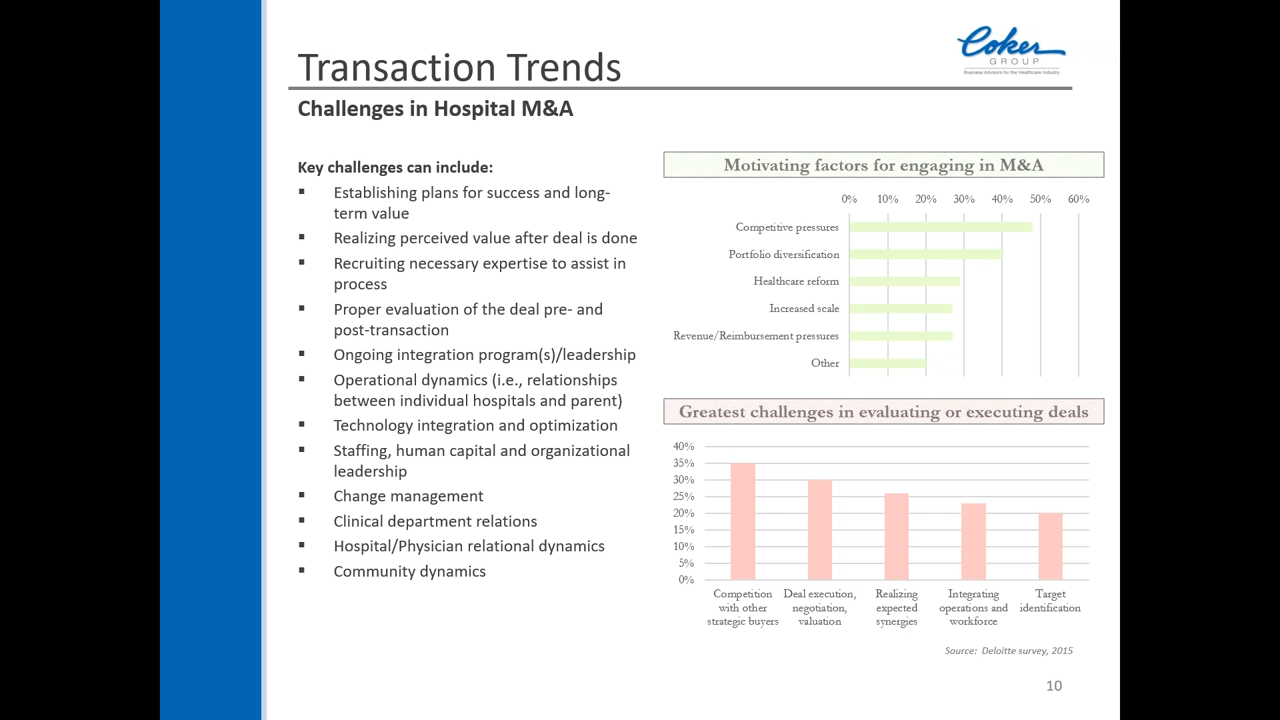 Transaction Trends
Coker
GROUP
Business Advisors for the Healthcare Industry
Challenges in Hospital M&A
Key challenges can include:
▪ Establishing plans for success and long-
term value
▪ Realizing perceived value after deal is done
▪ Recruiting necessary expertise to assist in
process
▪ Proper evaluation of the deal pre- and
post-transaction
▪ Ongoing integration program(s)/leadership
▪ Operational dynamics (i.e., relationships
between individual hospitals and parent)
▪ Technology integration and optimization
▪ Staffing, human capital and organizational
leadership
▪ Change management
▪ Clinical department relations
▪ Hospital/Physician relational dynamics
▪ Community dynamics
Motivating factors for engaging in M&A
0% 10% 20% 30% 40% 50% 60%
Competitive pressures
Portfolio diversification
Healthcare reform
Increased scale
Revenue/Reimbursement pressures
Other
Greatest challenges in evaluating or executing deals
40%
35%
30%
25%
20%
15%
10%
5%
0%
Competition
with other
strategic buyers
Deal execution,
negotiation,
valuation
Realizing
expected
synergies
Integrating
operations and
workforce
Target
identification
Source: Deloitte survey, 2015
10